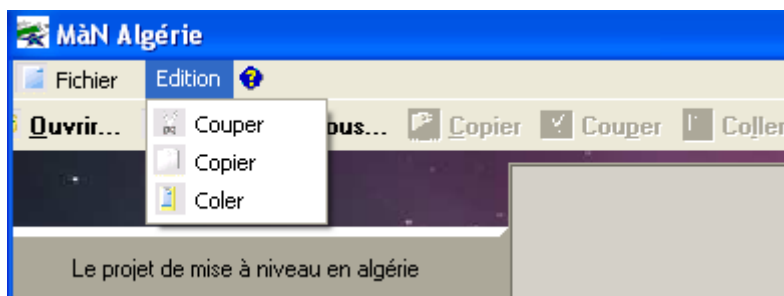 MàN Algérie
Fichier Edition
Ouvrir... ous... Copier Couper Coller
Couper
Copier
Coler
Le projet de mise à niveau en algérie